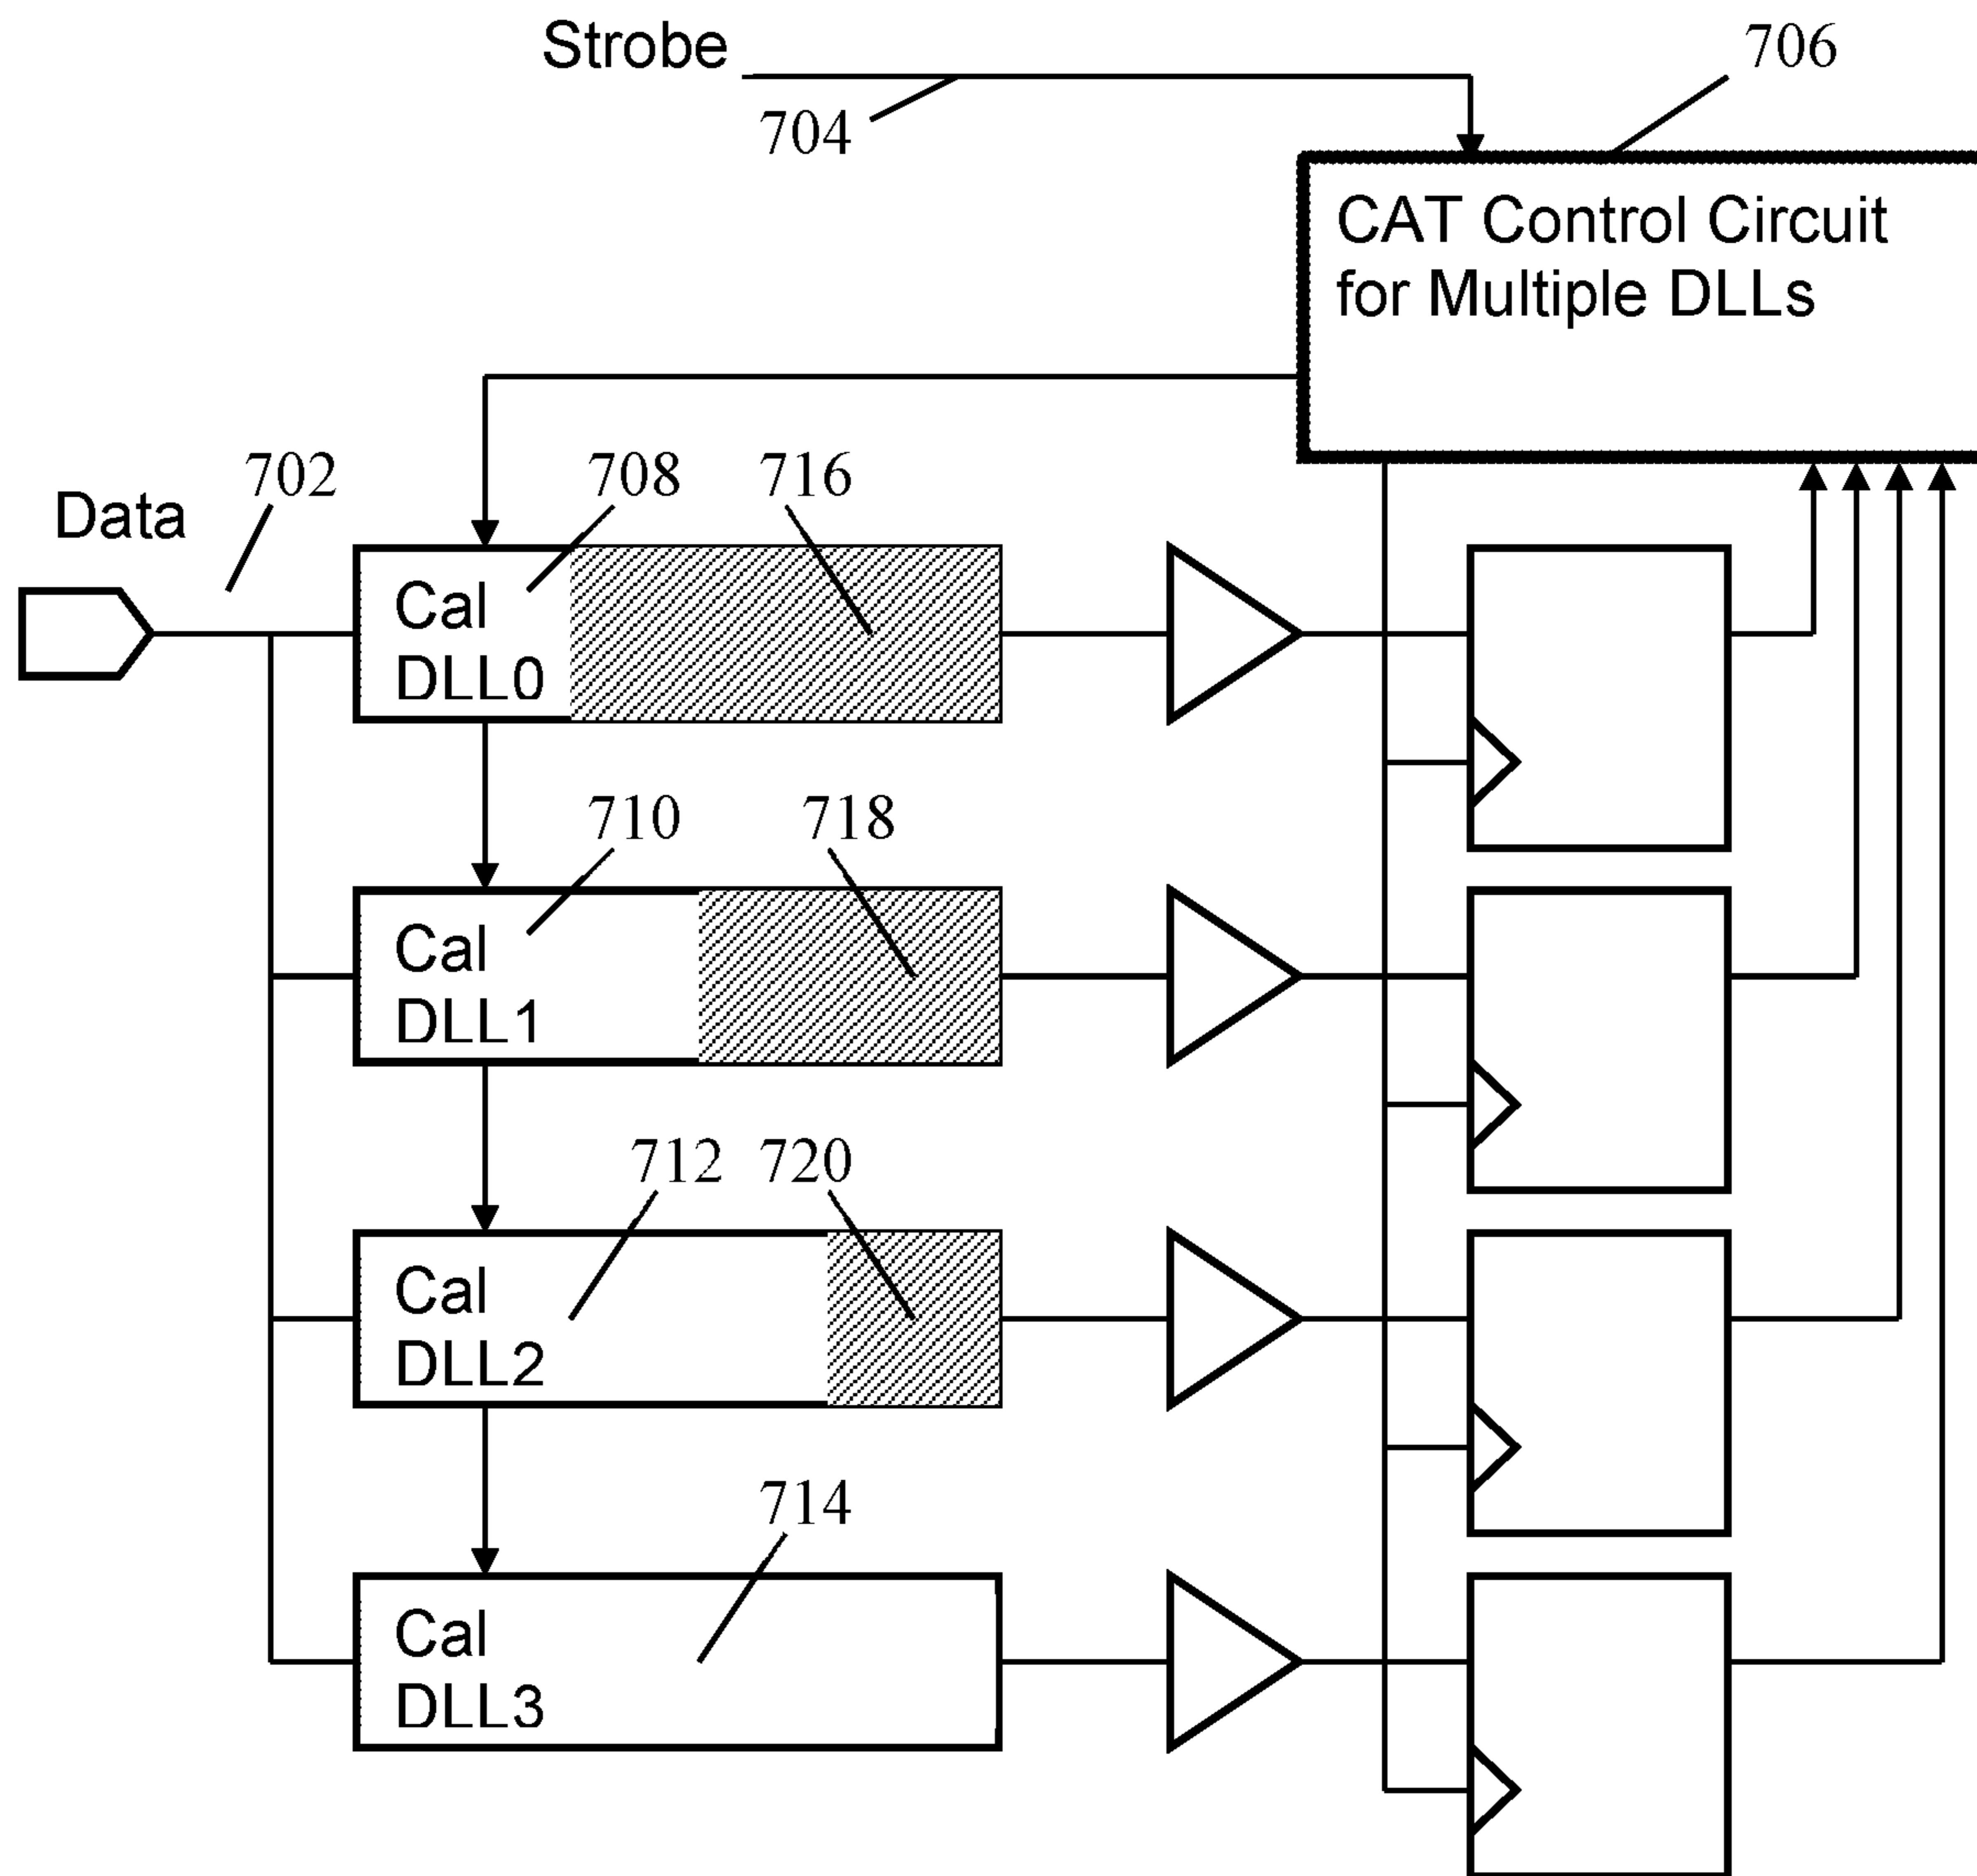 Strobe
704
706
CAT Control Circuit
for Multiple DLLs
Data
702
708
716
Cal
DLL0
710
718
Cal
DLL1
712
720
Cal
DLL2
714
Cal
DLL3